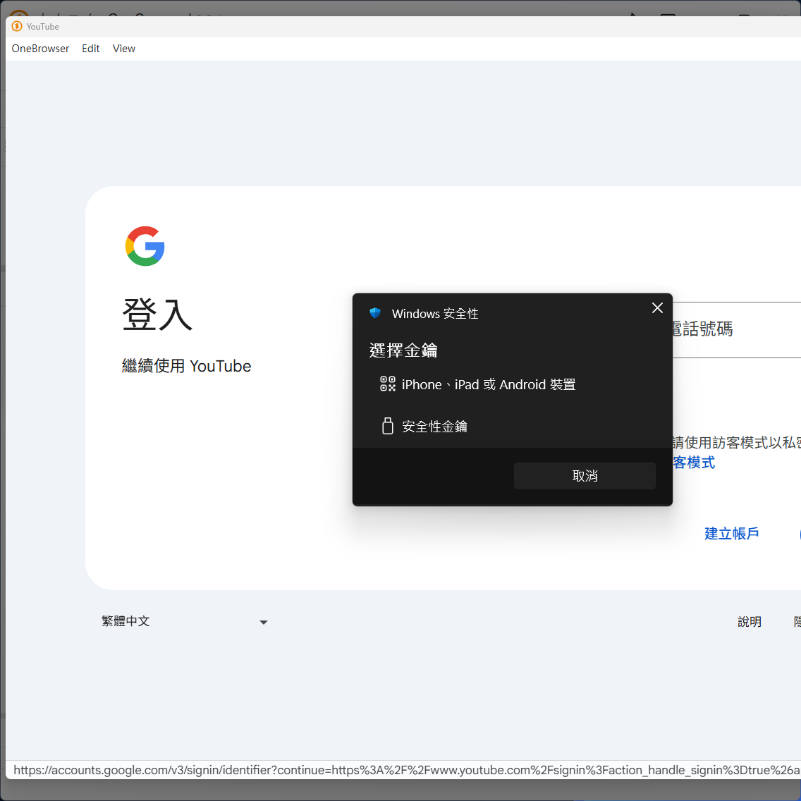 YouTube
OneBrowser Edit View
登入
繼續使用 YouTube
Windows 安全性
選擇金鑰
iPhone、iPad 或 Android 裝置
安全性金鑰
取消
電話號碼
請使用訪客模式以私密
客模式
建立帳戶
繁體中文
說明
https://accounts.google.com/v3/signin/identifier?continue=https%3A%2F%2Fwww.youtube.com%2Fsignin%3Faction_handle_signin%3Dtrue%26a